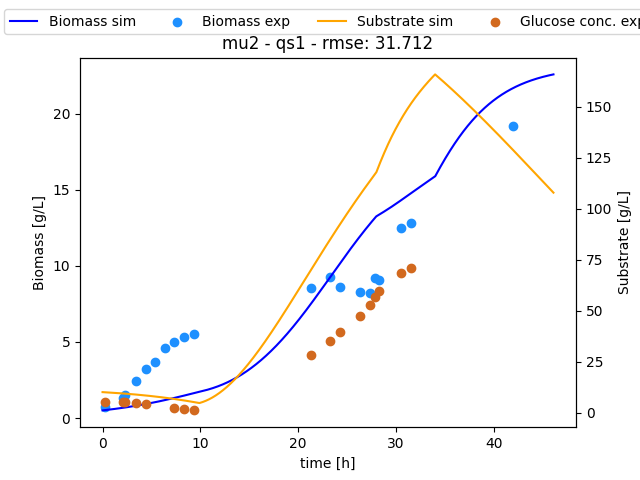 Biomass sim Biomass exp Substrate sim Glucose conc. exp
mu2 - qs1 - rmse: 31.712
20
15
10
5
0
Biomass [g/L]
150
125
100
75
50
25
0
Substrate [g/L]
0 10 20 30 40
time [h]